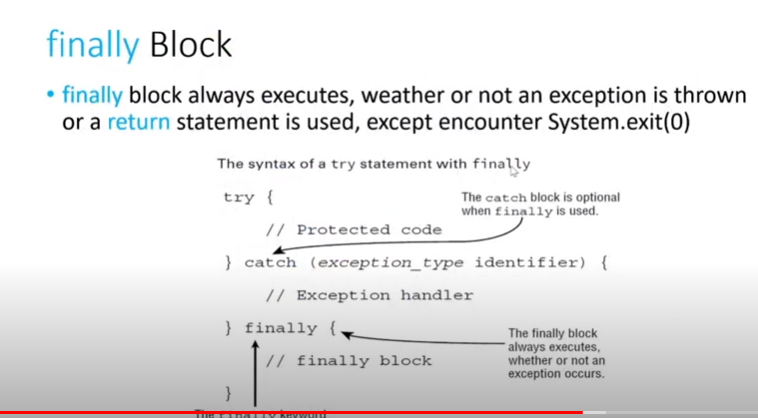 finally Block
• finally block always executes, weather or not an exception is thrown
or a return statement is used, except encounter System.exit(0)
The syntax of a try statement with finally
try {
The catch block is optional
when finally is used.
// Protected code
} catch (exception_type identifier) {
// Exception handler
} finally {
The finally block
always executes,
whether or not an
exception occurs.
// finally block
}
The finally keyword